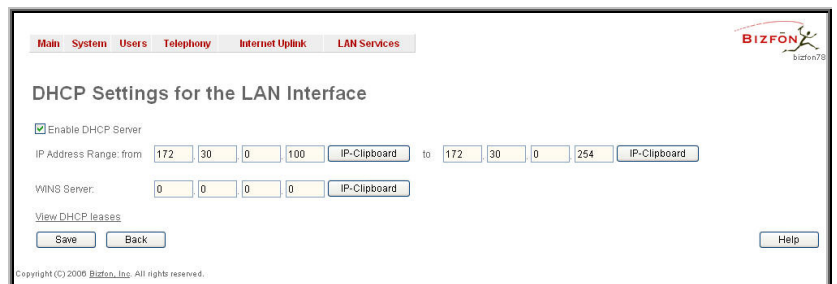 Main System Users Telephony Internet Uplink LAN Services
BIZFŌN
bizfon78
DHCP Settings for the LAN Interface
Enable DHCP Server
IP Address Range: from 172 . 30 . 0 . 100 IP-Clipboard to 172 . 30 . 0 . 254 IP-Clipboard
WINS Server: 0 . 0 . 0 . 0 IP-Clipboard
View DHCP leases
Save Back Help
Copyright (C) 2006 Bizfon, Inc. All rights reserved.